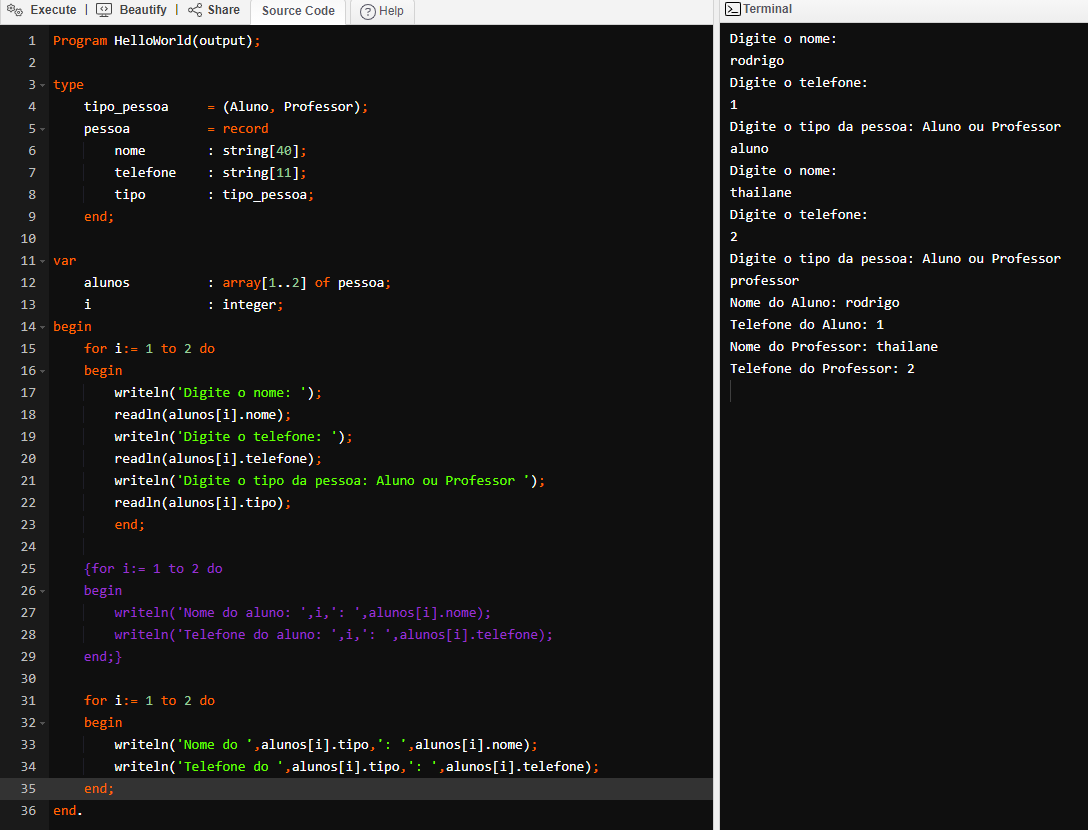 Execute | Beautify | Share Source Code Help
1 Program HelloWorld(output);
2
3 type
4 tipo_pessoa = (Aluno, Professor);
5 pessoa = record
6 nome : string[40];
7 telefone : string[11];
8 tipo : tipo_pessoa;
9 end;
10
11 var
12 alunos : array[1..2] of pessoa;
13 i : integer;
14 begin
15 for i:= 1 to 2 do
16 begin
17 writeln('Digite o nome: ');
18 readln(alunos[i].nome);
19 writeln('Digite o telefone: ');
20 readln(alunos[i].telefone);
21 writeln('Digite o tipo da pessoa: Aluno ou Professor ');
22 readln(alunos[i].tipo);
23 end;
24
25 {for i:= 1 to 2 do
26 begin
27 writeln('Nome do aluno: ',i,': ',alunos[i].nome);
28 writeln('Telefone do aluno: ',i,': ',alunos[i].telefone);
29 end;}
30
31 for i:= 1 to 2 do
32 begin
33 writeln('Nome do ',alunos[i].tipo,': ',alunos[i].nome);
34 writeln('Telefone do ',alunos[i].tipo,': ',alunos[i].telefone);
35 end;
36 end.
Terminal
Digite o nome:
rodrigo
Digite o telefone:
1
Digite o tipo da pessoa: Aluno ou Professor
aluno
Digite o nome:
thailane
Digite o telefone:
2
Digite o tipo da pessoa: Aluno ou Professor
professor
Nome do Aluno: rodrigo
Telefone do Aluno: 1
Nome do Professor: thailane
Telefone do Professor: 2